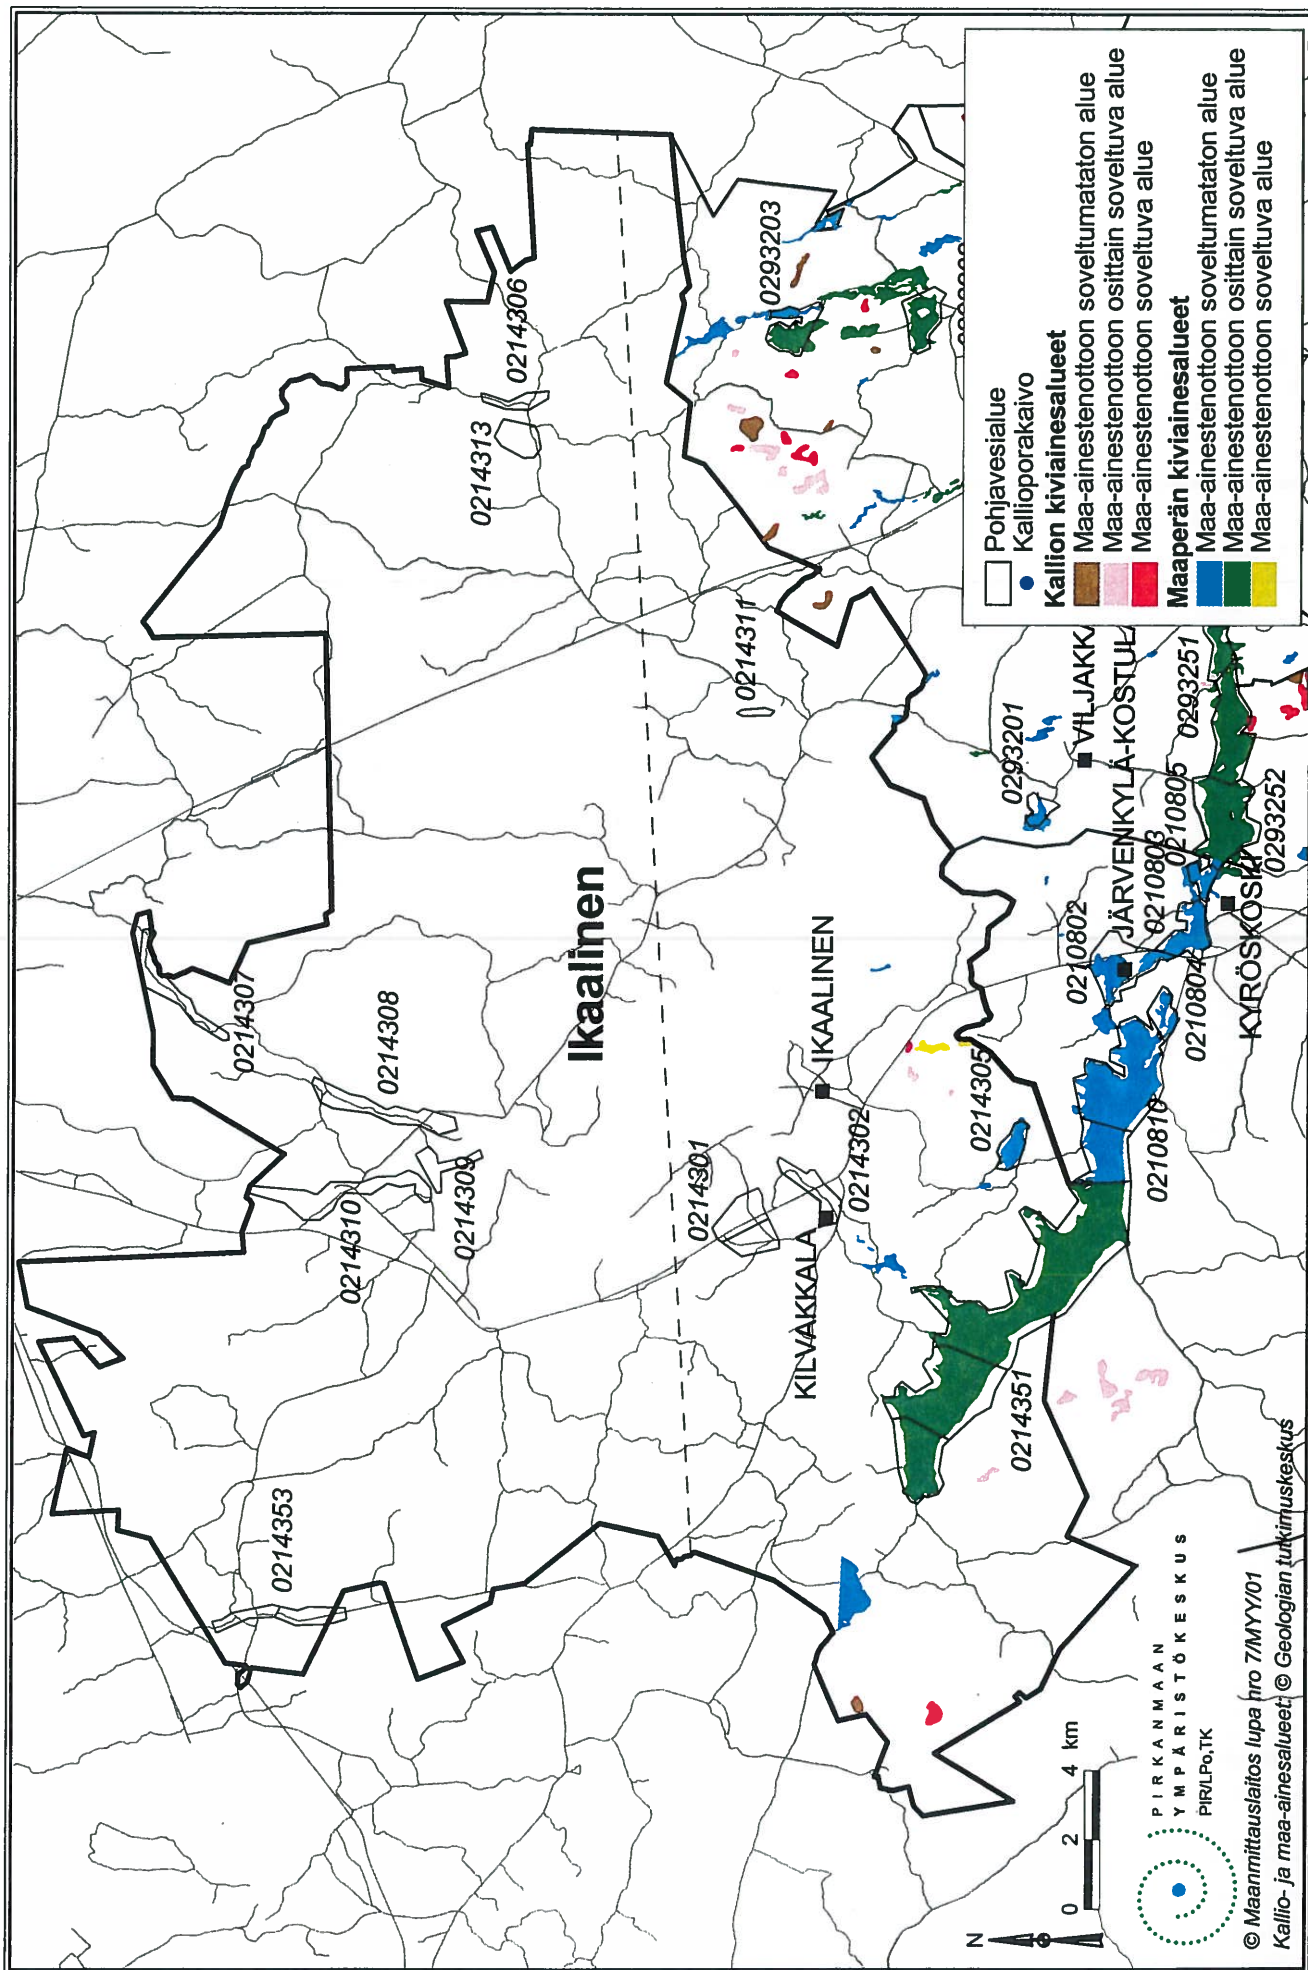 0214353
0214310
0214309
0214308
0214307
0214306
0214313
Ikaalinen
0214301
0214311
0293203
KILVAKKALA
0214302
IKAALINEN
0214351
0214305
0293201
VILJAKKA
0210802
JÄRVENKYLÄ-KOSTULA
0210803
0210805
0293251
0210810
0210804
KYRÖSKOSKI
0293252
Pohjavesialue
Kallioporakaivo
Kallion kiviainesalueet
Maa-ainestenottoon soveltumataton alue
Maa-ainestenottoon osittain soveltuva alue
Maa-ainestenottoon soveltuva alue
Maaperän kiviainesalueet
Maa-ainestenottoon soveltumataton alue
Maa-ainestenottoon osittain soveltuva alue
Maa-ainestenottoon soveltuva alue
N
0 2 4 km
PIRKANMAAN
YMPÄRISTÖKESKUS
PIR/LPo,TK
© Maanmittauslaitos lupa nro 7/MYY/01
Kallio- ja maa-ainesalueet: © Geologian tutkimuskeskus